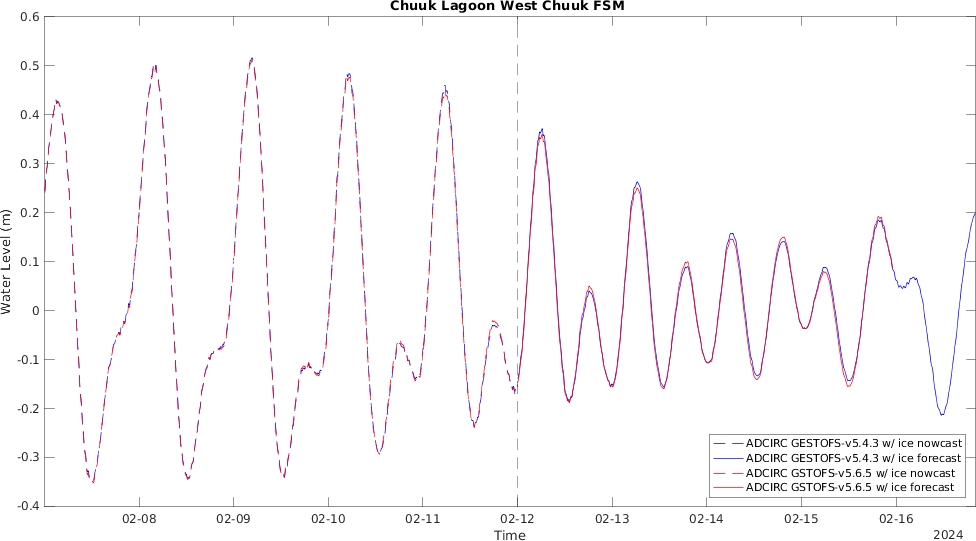 Chuuk Lagoon West Chuuk FSM
0.6
0.5
0.4
0.3
0.2
0.1
0
-0.1
-0.2
-0.3
-0.4
Water Level (m)
ADCIRC GESTOFS-v5.4.3 w/ ice nowcast
ADCIRC GESTOFS-v5.4.3 w/ ice forecast
ADCIRC GSTOFS-v5.6.5 w/ ice nowcast
ADCIRC GSTOFS-v5.6.5 w/ ice forecast
02-08 02-09 02-10 02-11 02-12 02-13 02-14 02-15 02-16
Time
2024